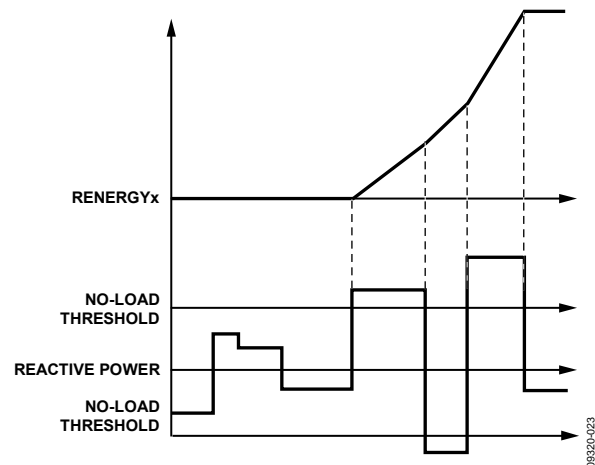 RENERGYx
NO-LOAD
THRESHOLD
REACTIVE POWER
NO-LOAD
THRESHOLD
09320-023